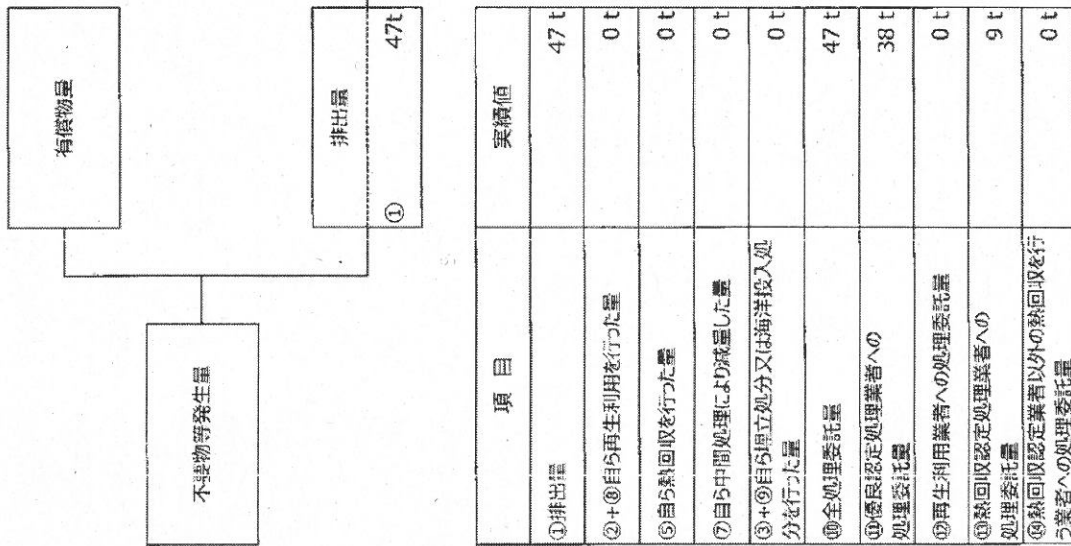 有償物量
不要物等発生量
排出量
① 47t
項目 実績値
①排出量 47 t
②+⑧自ら再生利用を行った量 0 t
⑤自ら熱回収を行った量 0 t
⑦自ら中間処理により減量した量 0 t
③+⑨自ら埋立処分又は海洋投入処
分を行った量 0 t
⑩全処理委託量 47 t
⑪優良認定処理業者への
処理委託量 38 t
⑫再生利用業者への処理委託量 0 t
⑬熱回収認定処理業者への
処理委託量 9 t
⑭熱回収認定業者以外の熱回収を行
う業者への処理委託量 0 t